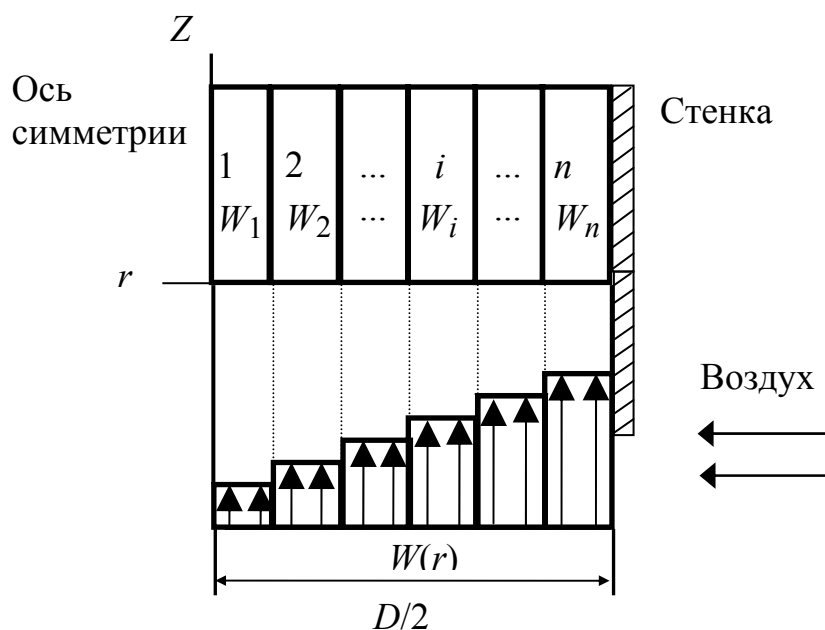 Z
Ось
симметрии
Стенка
1 2 ... i ... n
W1 W2 ... Wi ... Wn
r
Воздух
W(r)
D/2